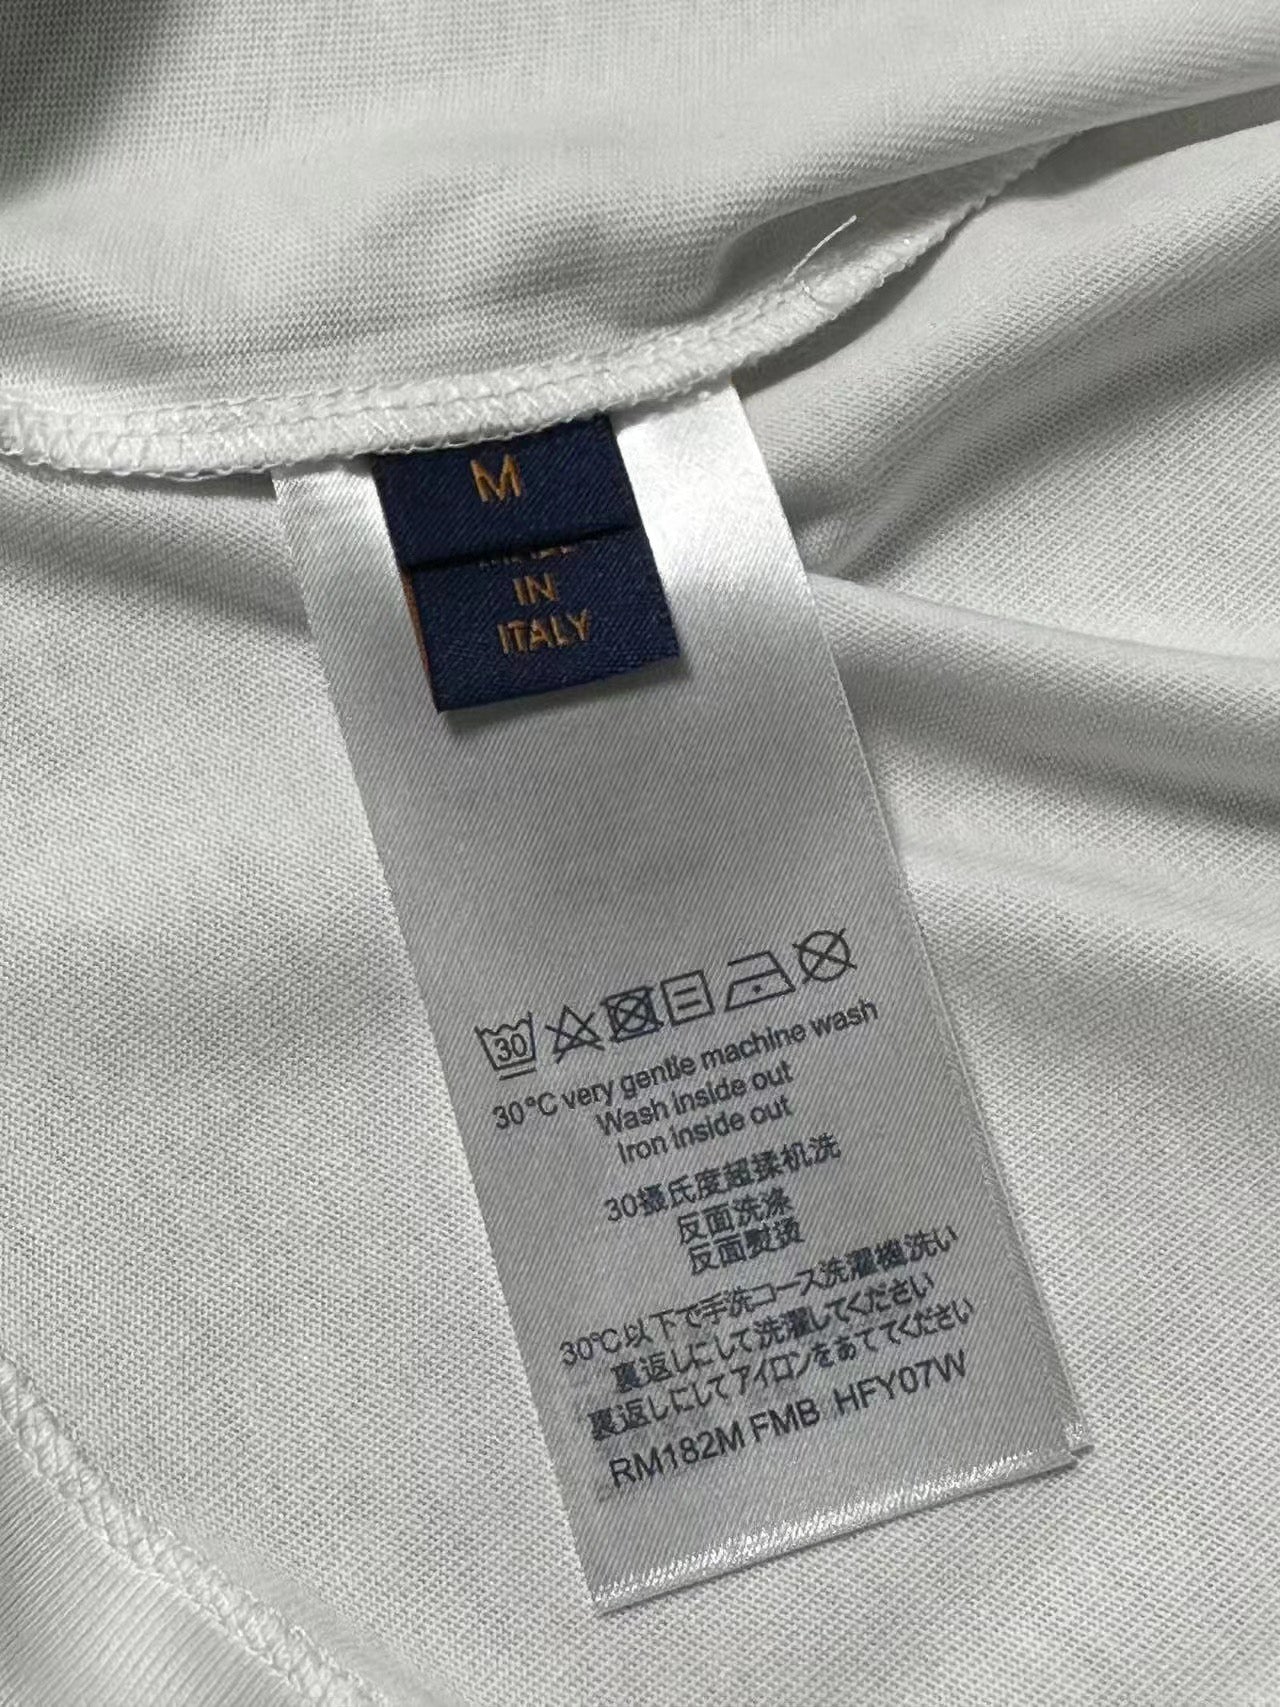 M
MADE
IN
ITALY
30
30°C very gentle machine wash
Wash inside out
Iron inside out
30摄氏度超揉机洗
反面洗涤
反面熨烫
30℃以下で手洗コース洗濯機洗い
裏返しにして洗濯してください
裏返しにしてアイロンをあててください
RM182M FMB HFY07W